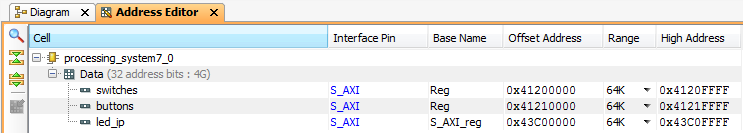 Diagram × Address Editor ×
Cell Interface Pin Base Name Offset Address Range High Address
processing_system7_0
Data (32 address bits : 4G)
switches S_AXI Reg 0x41200000 64K 0x4120FFFF
buttons S_AXI Reg 0x41210000 64K 0x4121FFFF
led_ip S_AXI S_AXI_reg 0x43C00000 64K 0x43C0FFFF